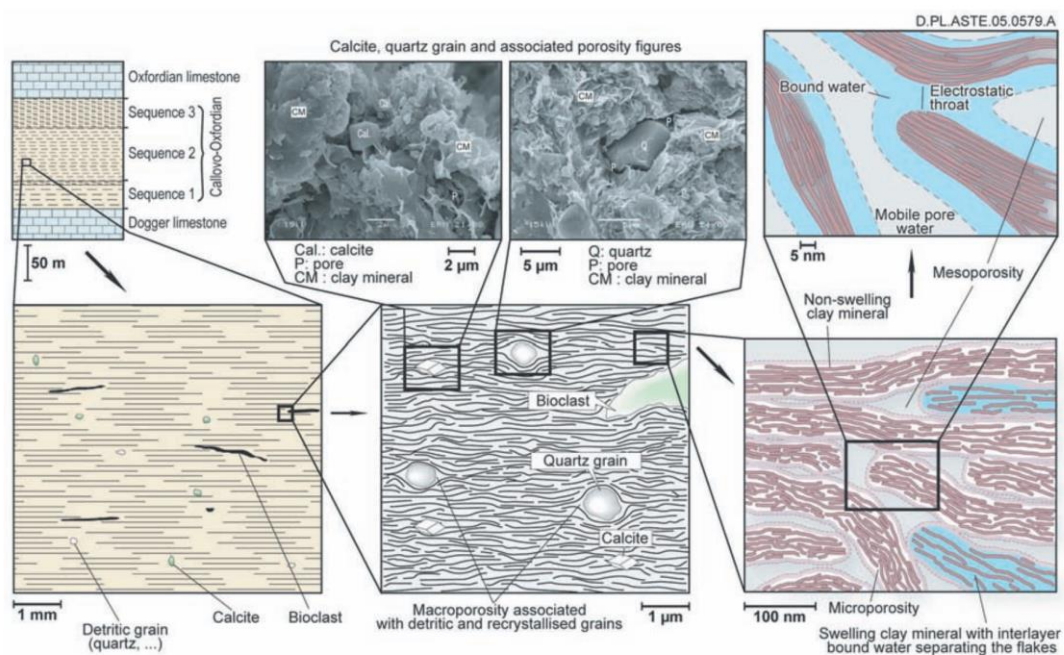 D.PL.ASTE.05.0579.A
Calcite, quartz grain and associated porosity figures
Oxfordian limestone
Sequence 3
Sequence 2
Sequence 1
Callovo-Oxfordian
Dogger limestone
50 m
CM
Cal.
CM
P
2 µm
Cal.: calcite
P: pore
CM : clay mineral
CM
P
CM
Q
5 µm
Q: quartz
P: pore
CM : clay mineral
Bound water
Electrostatic
throat
Mobile pore
water
5 nm
Mesoporosity
Non-swelling
clay mineral
Bioclast
Quartz grain
Calcite
1 mm
Calcite
Bioclast
Detritic grain
(quartz, ...)
Macroporosity associated
with detritic and recrystallised grains
1 µm
100 nm
Microporosity
Swelling clay mineral with interlayer
bound water separating the flakes